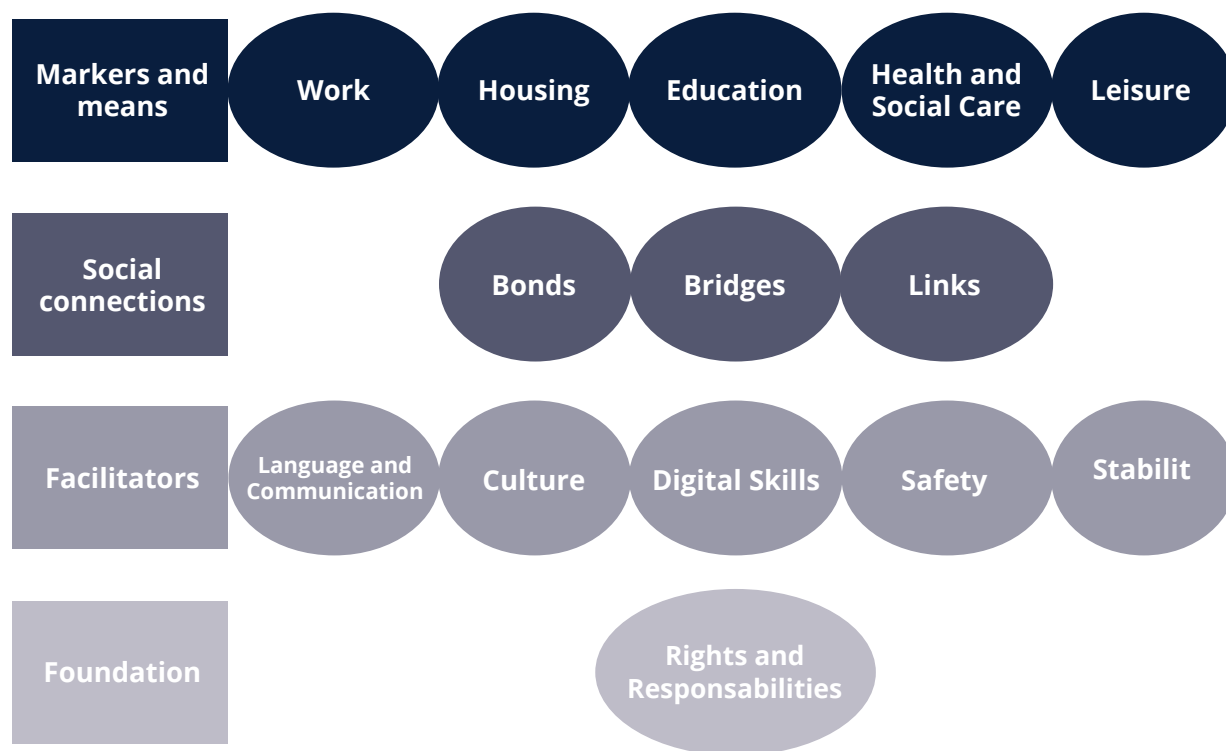 Markers and
means
Work
Housing
Education
Health and
Social Care
Leisure
Social
connections
Bonds
Bridges
Links
Facilitators
Language and
Communication
Culture
Digital Skills
Safety
Stabilit
Foundation
Rights and
Responsabilities